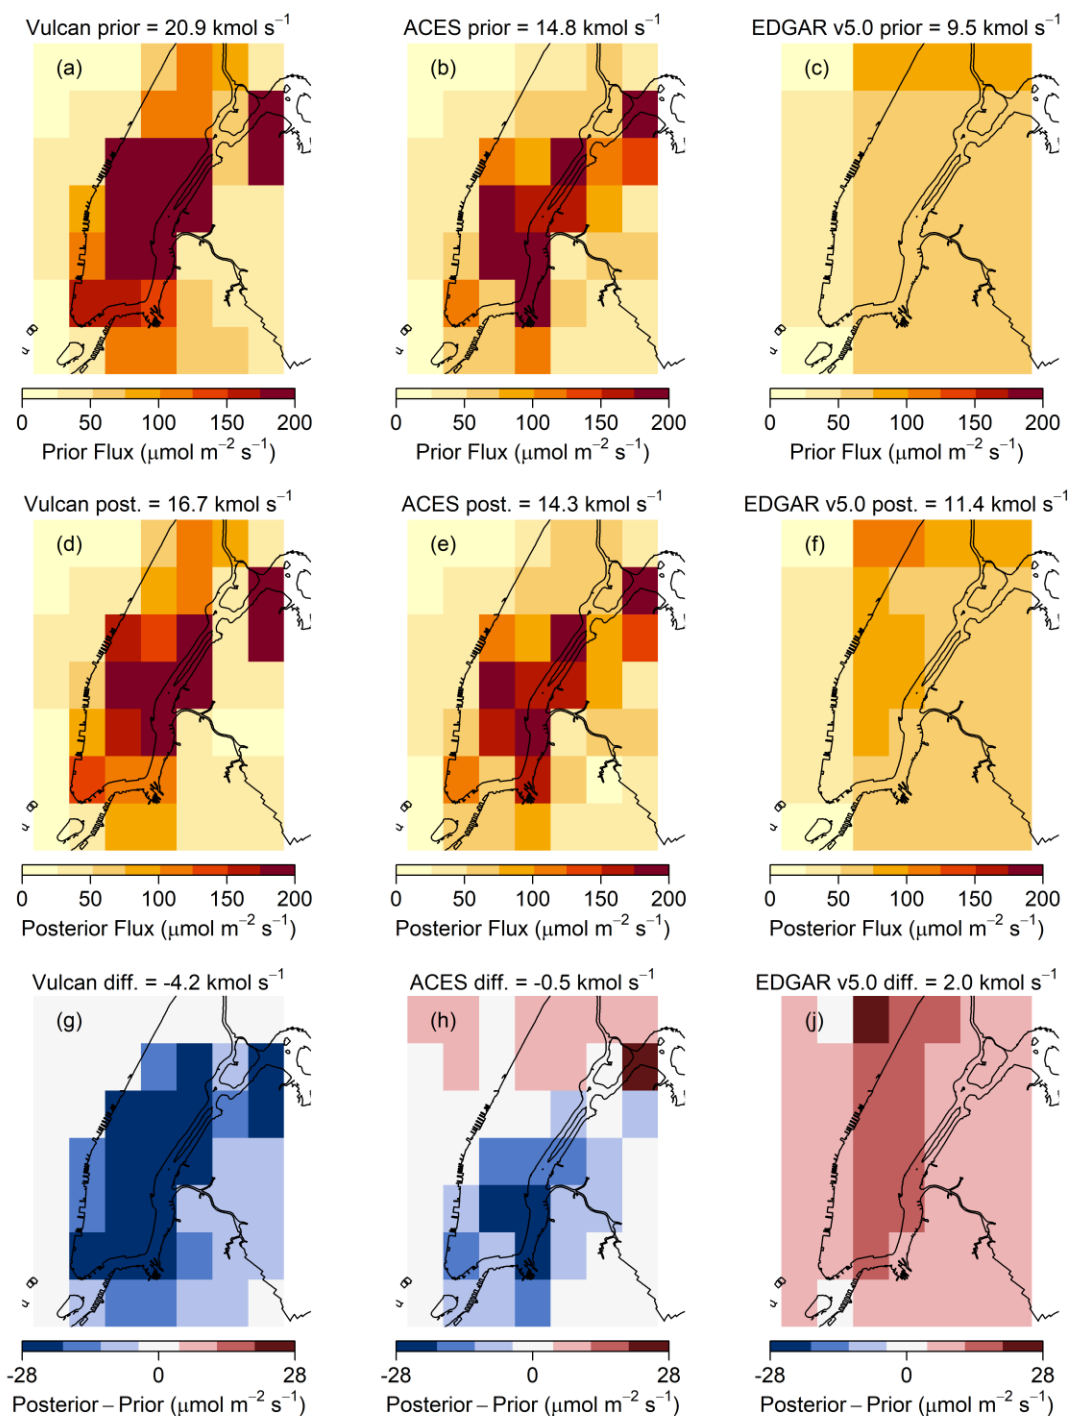 Vulcan prior = 20.9 kmol s⁻¹
ACES prior = 14.8 kmol s⁻¹
EDGAR v5.0 prior = 9.5 kmol s⁻¹
(a)
(b)
(c)
0 50 100 150 200
0 50 100 150 200
0 50 100 150 200
Prior Flux (μmol m⁻² s⁻¹)
Prior Flux (μmol m⁻² s⁻¹)
Prior Flux (μmol m⁻² s⁻¹)
Vulcan post. = 16.7 kmol s⁻¹
ACES post. = 14.3 kmol s⁻¹
EDGAR v5.0 post. = 11.4 kmol s⁻¹
(d)
(e)
(f)
0 50 100 150 200
0 50 100 150 200
0 50 100 150 200
Posterior Flux (μmol m⁻² s⁻¹)
Posterior Flux (μmol m⁻² s⁻¹)
Posterior Flux (μmol m⁻² s⁻¹)
Vulcan diff. = -4.2 kmol s⁻¹
ACES diff. = -0.5 kmol s⁻¹
EDGAR v5.0 diff. = 2.0 kmol s⁻¹
(g)
(h)
(j)
-28 0 28
-28 0 28
-28 0 28
Posterior – Prior (μmol m⁻² s⁻¹)
Posterior – Prior (μmol m⁻² s⁻¹)
Posterior – Prior (μmol m⁻² s⁻¹)